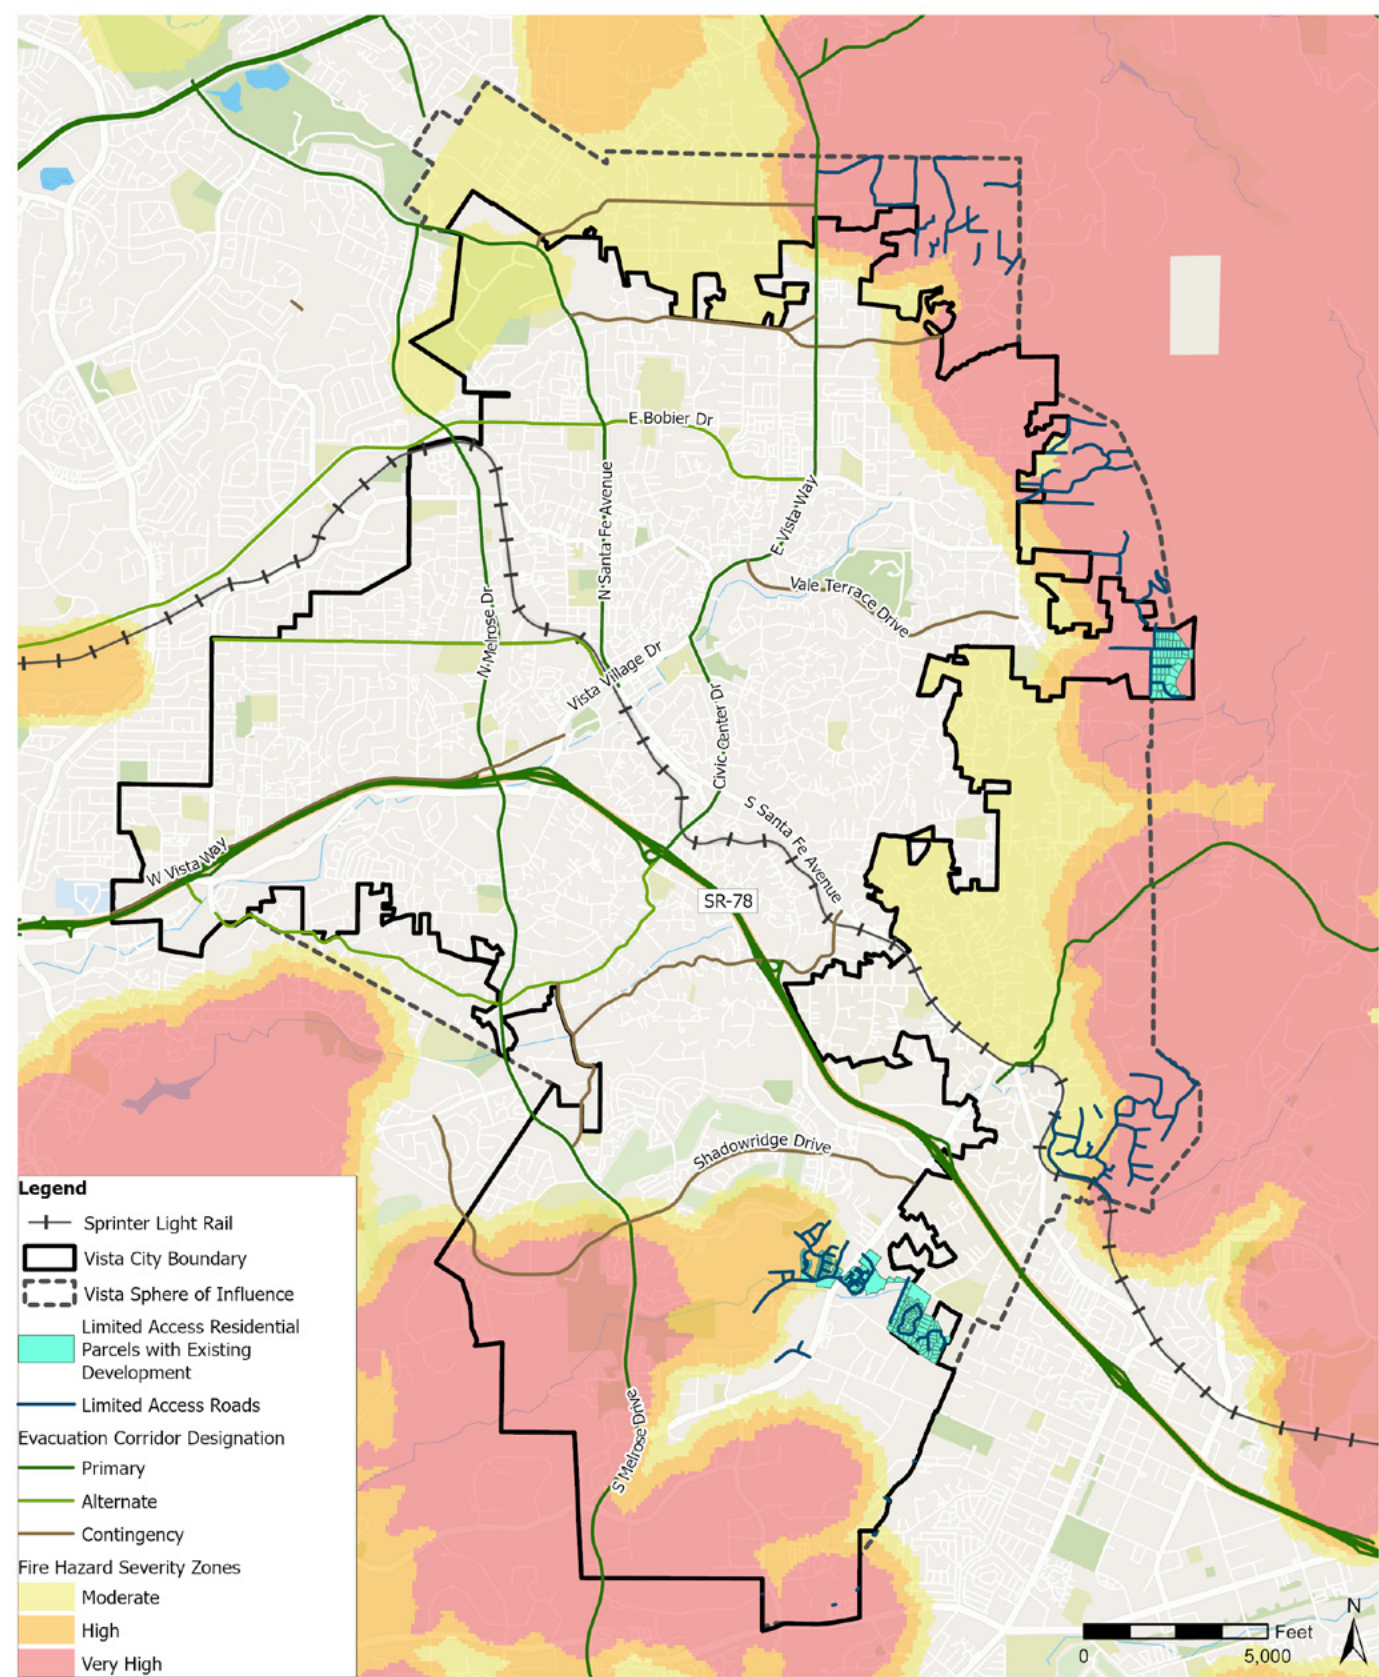 E Bobier Dr
N Santa Fe Avenue
E Vista Way
Vale Terrace Drive
N Melrose Dr
Vista Village Dr
Civic Center Dr
S Santa Fe Avenue
W Vista Way
SR-78
Shadowridge Drive
S Melrose Drive
Legend
Sprinter Light Rail
Vista City Boundary
Vista Sphere of Influence
Limited Access Residential
Parcels with Existing
Development
Limited Access Roads
Evacuation Corridor Designation
Primary
Alternate
Contingency
Fire Hazard Severity Zones
Moderate
High
Very High
N
Feet
0
5,000